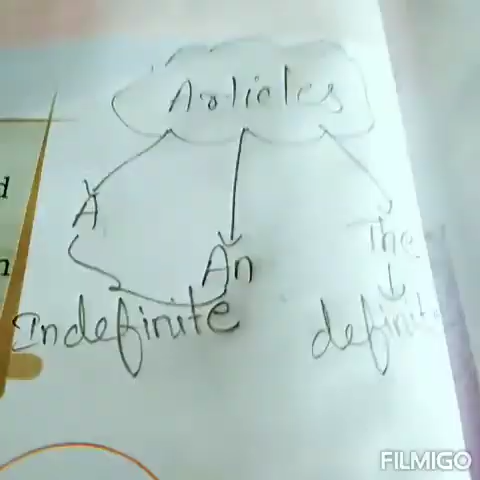 Articles
A An The
Indefinite definite
d
n
FILMIGO